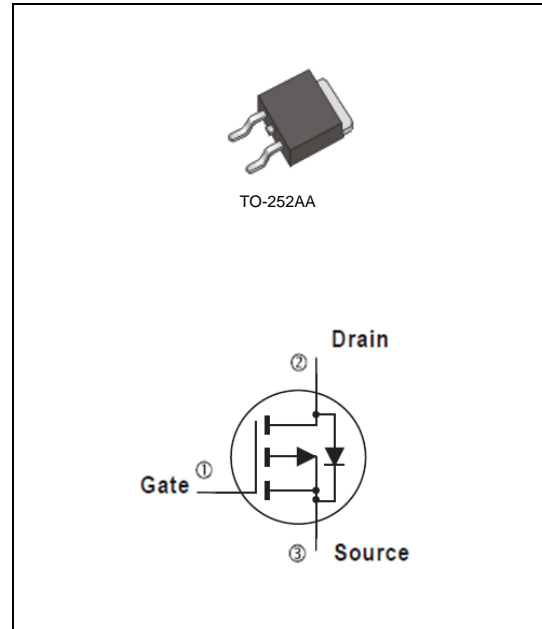 TO-252AA
Drain
②
①
Gate
③
Source